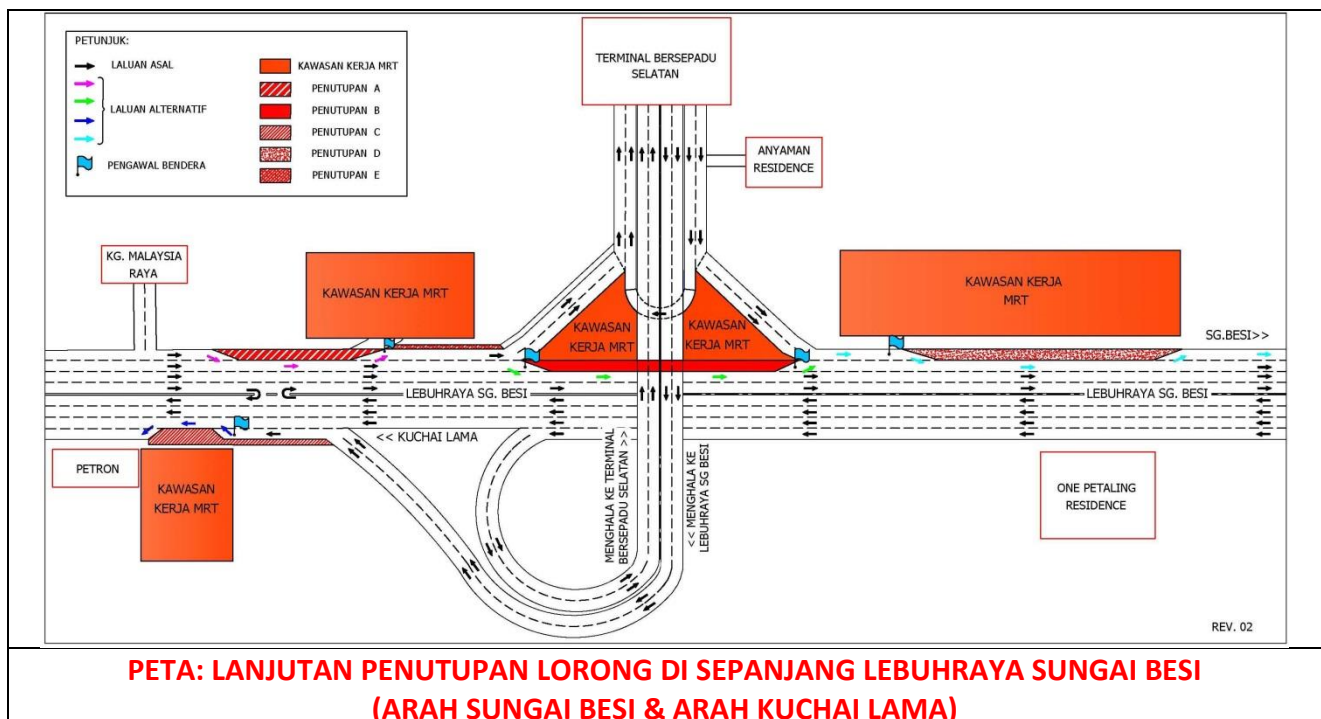 PETUNJUK:
LALUAN ASAL
LALUAN ALTERNATIF
PENGAWAL BENDERA
KAWASAN KERJA MRT
PENUTUPAN A
PENUTUPAN B
PENUTUPAN C
PENUTUPAN D
PENUTUPAN E
TERMINAL BERSEPADU
SELATAN
ANYAMAN
RESIDENCE
KG. MALAYSIA
RAYA
KAWASAN KERJA MRT
KAWASAN
KERJA MRT
KAWASAN
KERJA MRT
KAWASAN KERJA
MRT
SG.BESI>>
LEBUHRAYA SG. BESI
LEBUHRAYA SG. BESI
<< KUCHAI LAMA
PETRON
KAWASAN
KERJA MRT
MENGHALA KE TERMINAL
BERSEPADU SELATAN >>
<< MENGHALA KE
LEBUHRAYA SG BESI
ONE PETALING
RESIDENCE
REV. 02
PETA: LANJUTAN PENUTUPAN LORONG DI SEPANJANG LEBUHRAYA SUNGAI BESI
(ARAH SUNGAI BESI & ARAH KUCHAI LAMA)